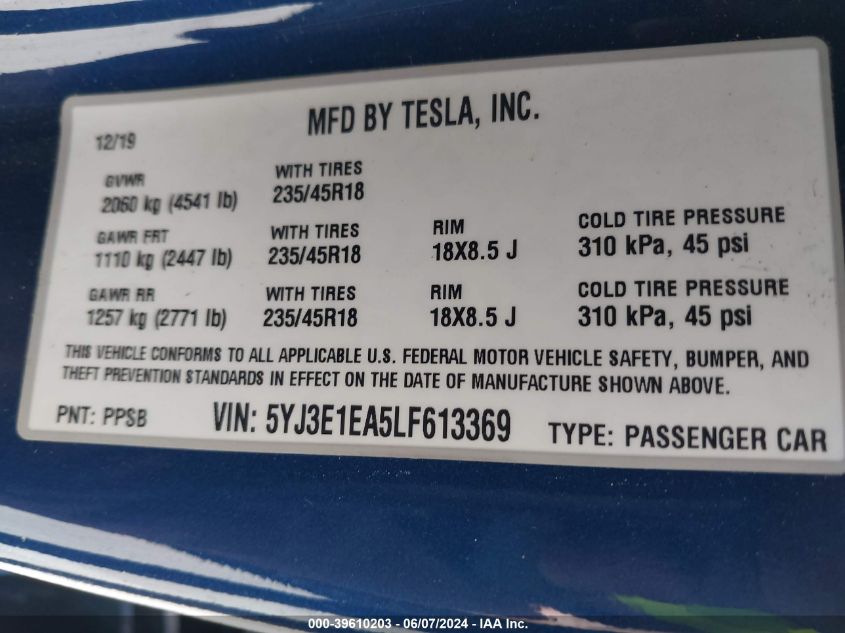 MFD BY TESLA, INC.
12/19
GVWR WITH TIRES
2060 kg (4541 lb) 235/45R18
GAWR FRT WITH TIRES RIM COLD TIRE PRESSURE
1110 kg (2447 lb) 235/45R18 18X8.5 J 310 kPa, 45 psi
GAWR RR WITH TIRES RIM COLD TIRE PRESSURE
1257 kg (2771 lb) 235/45R18 18X8.5 J 310 kPa, 45 psi
THIS VEHICLE CONFORMS TO ALL APPLICABLE U.S. FEDERAL MOTOR VEHICLE SAFETY, BUMPER, AND
THEFT PREVENTION STANDARDS IN EFFECT ON THE DATE OF MANUFACTURE SHOWN ABOVE.
PNT: PPSB VIN: 5YJ3E1EA5LF613369 TYPE: PASSENGER CAR
000-39610203 - 06/07/2024 - IAA Inc.